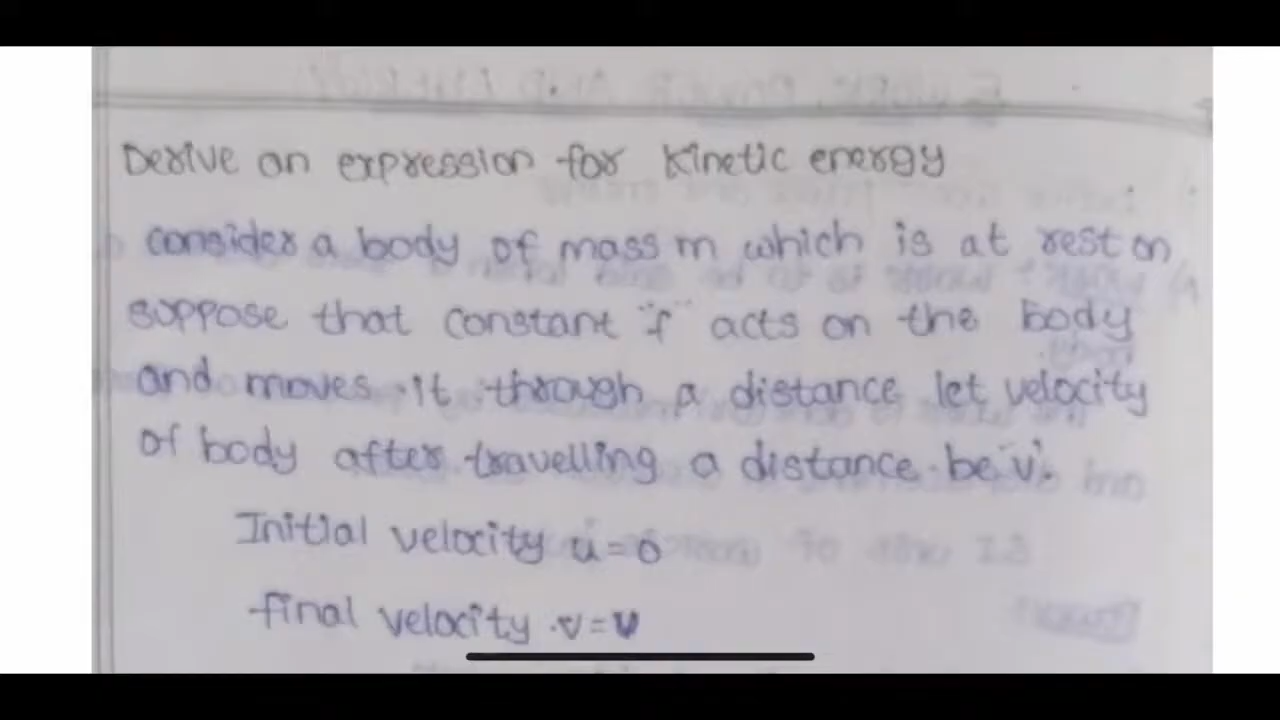 Derive an expression for Kinetic energy
consider a body of mass m which is at rest on
suppose that constant "f" acts on the body
and moves it through a distance let velocity
of body after travelling a distance be "v".
Initial velocity u = 0
final velocity v = v